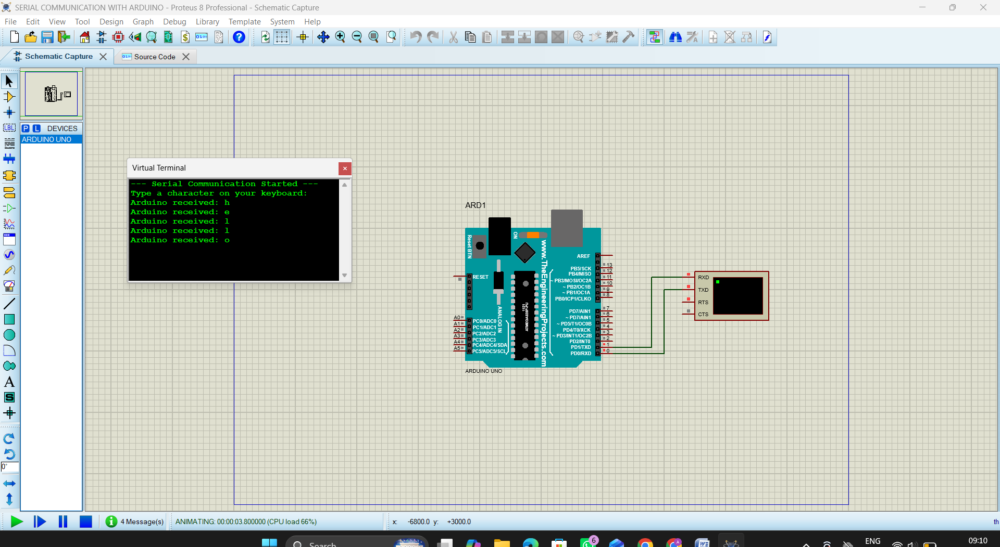 SERIAL COMMUNICATION WITH ARDUINO - Proteus 8 Professional - Schematic Capture
File Edit View Tool Design Graph Debug Library Template System Help
Schematic Capture
Source Code
P L DEVICES
ARDUINO UNO
LBL
A
S
0°
Virtual Terminal
--- Serial Communication Started ---
Type a character on your keyboard:
Arduino received: h
Arduino received: e
Arduino received: l
Arduino received: l
Arduino received: o
ARD1
Reset BTN
ON
www.TheEngineeringProjects.com
ANALOG IN
1121
ATMEGA328P-PU
RESET
A0 PC0/ADC0
A1 PC1/ADC1
A2 PC2/ADC2
A3 PC3/ADC3
A4 PC4/ADC4/SDA
A5 PC5/ADC5/SCL
AREF
PB5/SCK 13
PB4/MISO 12
~ PB3/MOSI/OC2A 11
~ PB2/OC1B 10
~ PB1/OC1A 9
PB0/ICP1/CLKO 8
PD7/AIN1 7
~ PD7/AIN1 6
~ PD5/T1/OC0B 5
PD4/T0/XCK 4
~ PD3/INT1/OC2B 3
PD2/INT0 2
PD1/TXD 1
PD0/RXD 0
ARDUINO UNO
RXD
TXD
RTS
CTS
4 Message(s)
ANIMATING: 00:00:03.800000 (CPU load 66%)
x: -6800.0 y: +3000.0
th
Search
6
A
ENG
09:10